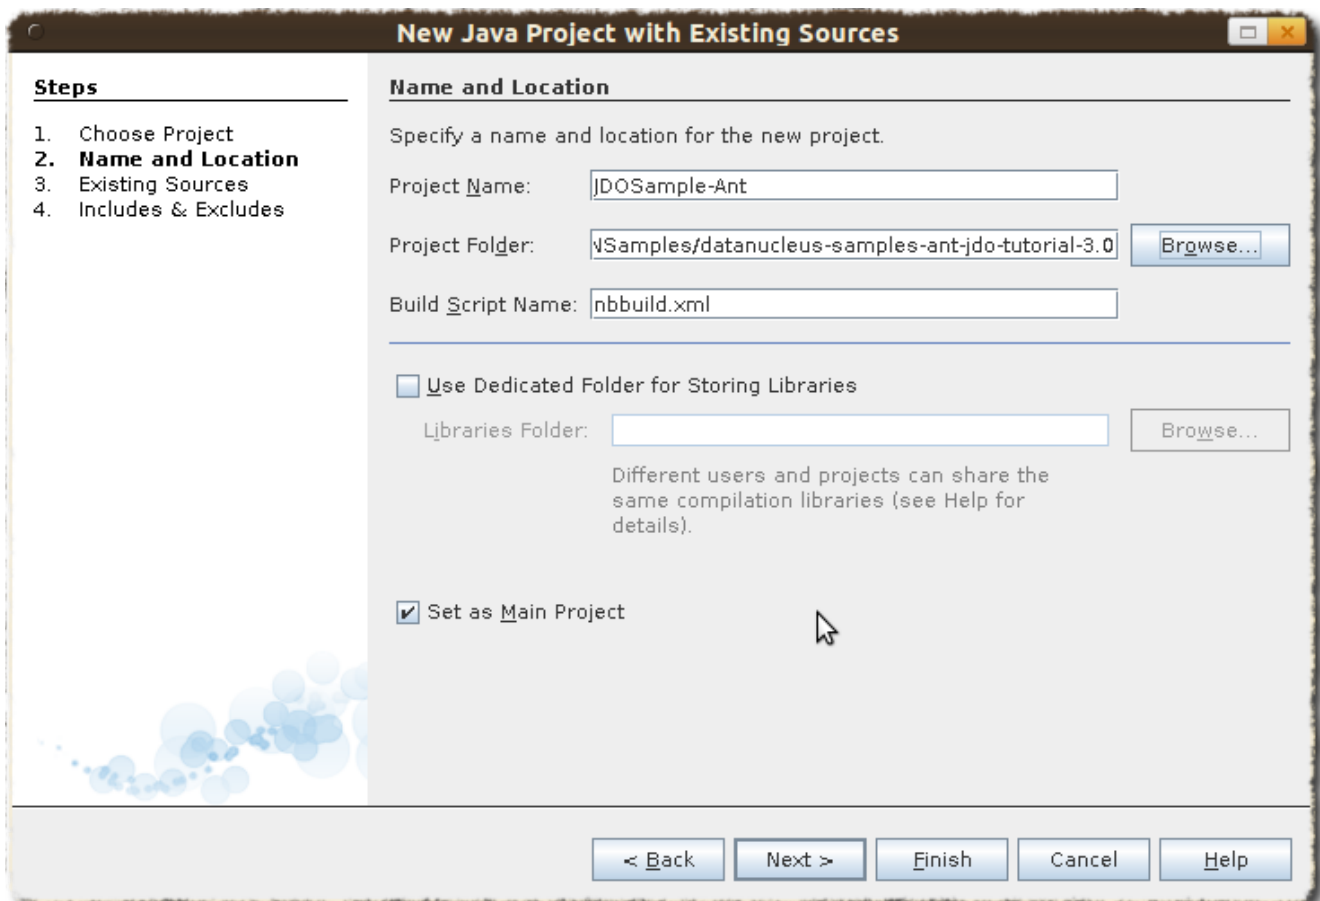 New Java Project with Existing Sources
Steps
1. Choose Project
2. Name and Location
3. Existing Sources
4. Includes & Excludes
Name and Location
Specify a name and location for the new project.
Project Name: JDOSample-Ant
Project Folder: NSamples/datanucleus-samples-ant-jdo-tutorial-3.0 Browse...
Build Script Name: nbbuild.xml
Use Dedicated Folder for Storing Libraries
Libraries Folder: Browse...
Different users and projects can share the
same compilation libraries (see Help for
details).
Set as Main Project
< Back Next > Finish Cancel Help